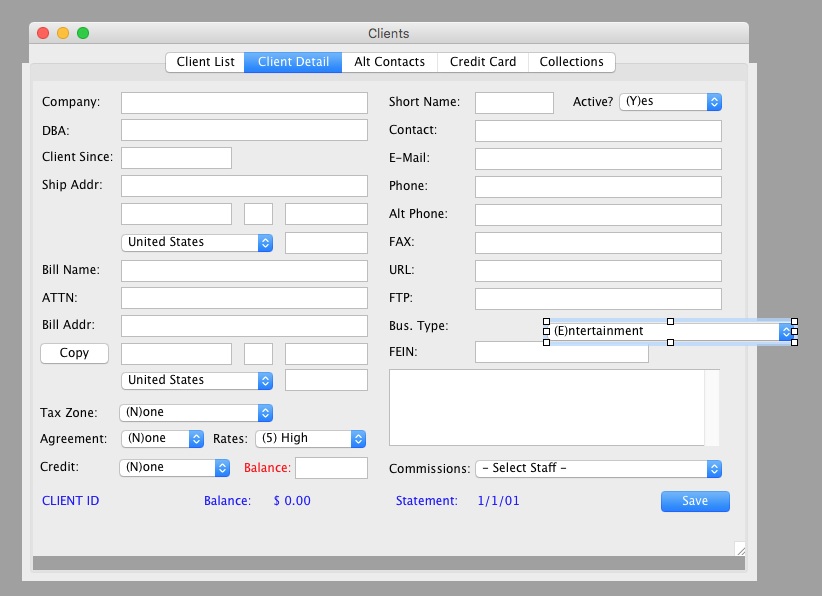 Clients
Client List Client Detail Alt Contacts Credit Card Collections
Company: Short Name: Active? (Y)es
DBA: Contact:
Client Since: E-Mail:
Ship Addr: Phone:
Alt Phone:
United States FAX:
Bill Name: URL:
ATTN: FTP:
Bill Addr: Bus. Type: (E)ntertainment
Copy FEIN:
United States
Tax Zone: (N)one
Agreement: (N)one Rates: (5) High
Credit: (N)one Balance: Commissions: - Select Staff -
CLIENT ID Balance: $ 0.00 Statement: 1/1/01 Save